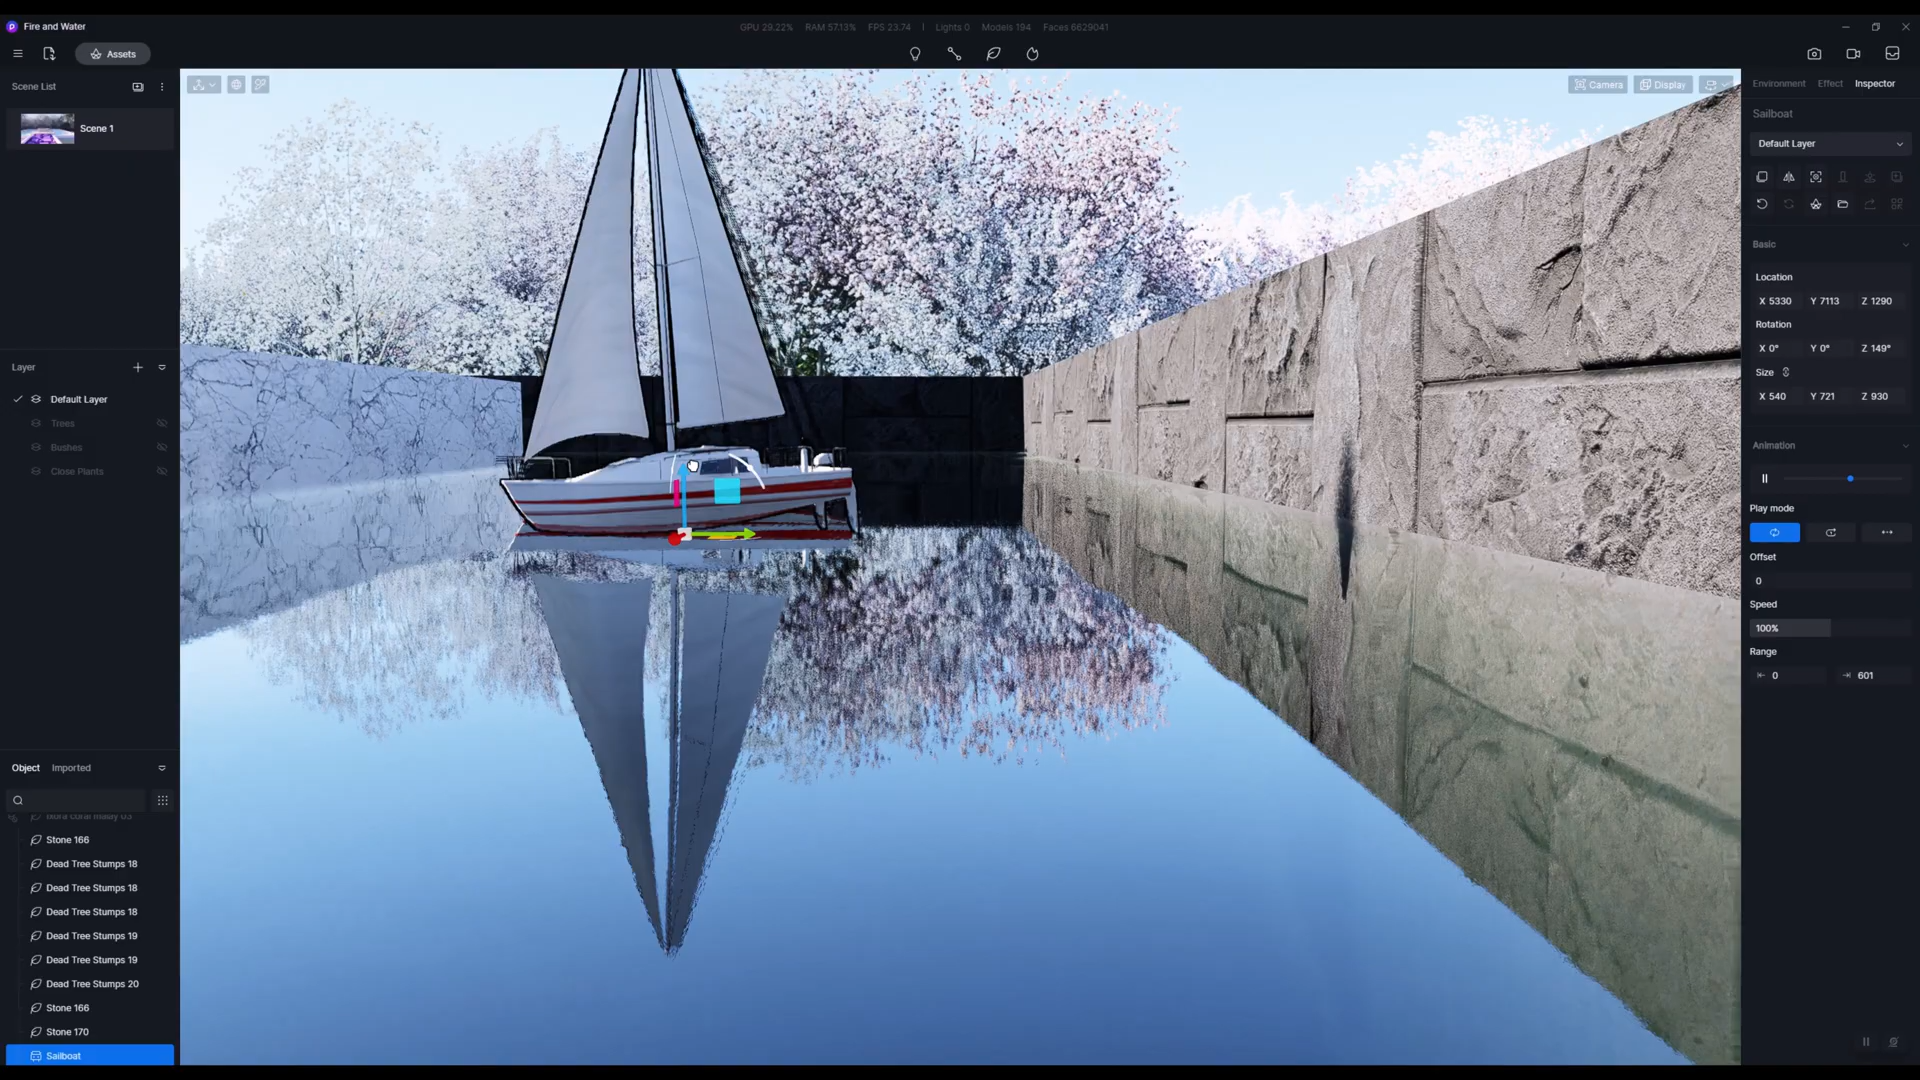 Fire and Water
GPU 29.22% RAM 57.13% FPS 23.74 | Lights 0 Models 194 Faces 6629041
Assets
Scene List
Scene 1
Layer
Default Layer
Trees
Bushes
Close Plants
Object Imported
Stone 166
Dead Tree Stumps 18
Dead Tree Stumps 18
Dead Tree Stumps 18
Dead Tree Stumps 19
Dead Tree Stumps 19
Dead Tree Stumps 20
Stone 166
Stone 170
Sailboat
Camera Display
Environment Effect Inspector
Sailboat
Default Layer
Basic
Location
X 5330 Y 7113 Z 1290
Rotation
X 0° Y 0° Z 149°
Size
X 540 Y 721 Z 930
Animation
Play mode
Offset
0
Speed
100%
Range
0 601